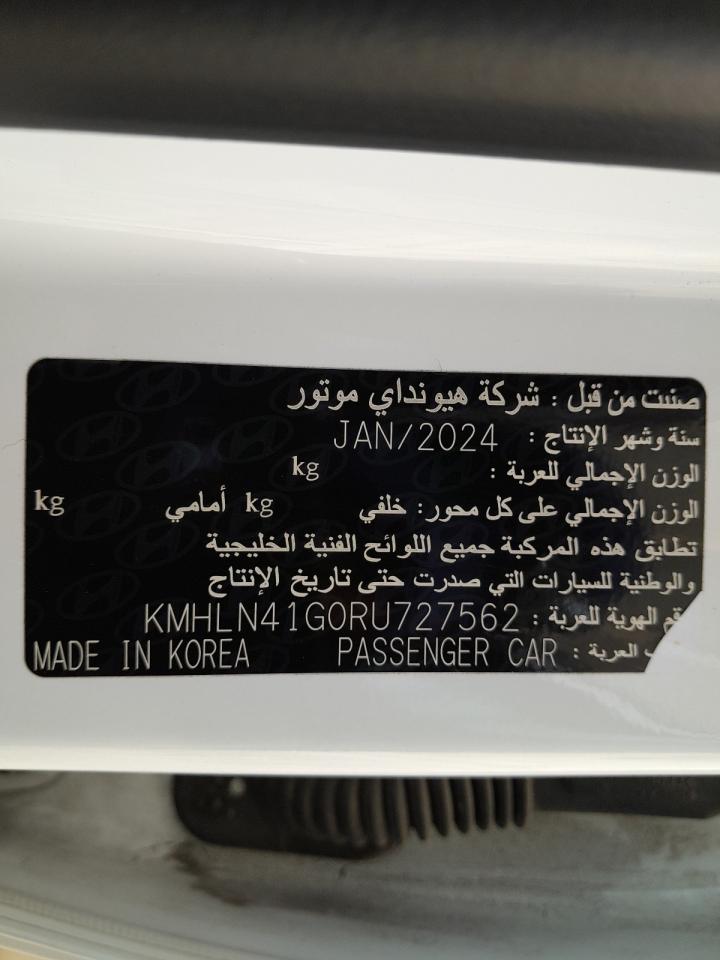 صنت من قبل : شركة هيونداي موتور
سنة وشهر الإنتاج : JAN/2024
الوزن الإجمالي للعربة : kg
الوزن الإجمالي على كل محور: خلفي kg أمامي kg
تطابق هذه المركبة جميع اللوائح الفنية الخليجية
والوطنية للسيارات التي صدرت حتى تاريخ الإنتاج
الهوية للعربة : KMHLN41G0RU727562
العربة : PASSENGER CAR MADE IN KOREA